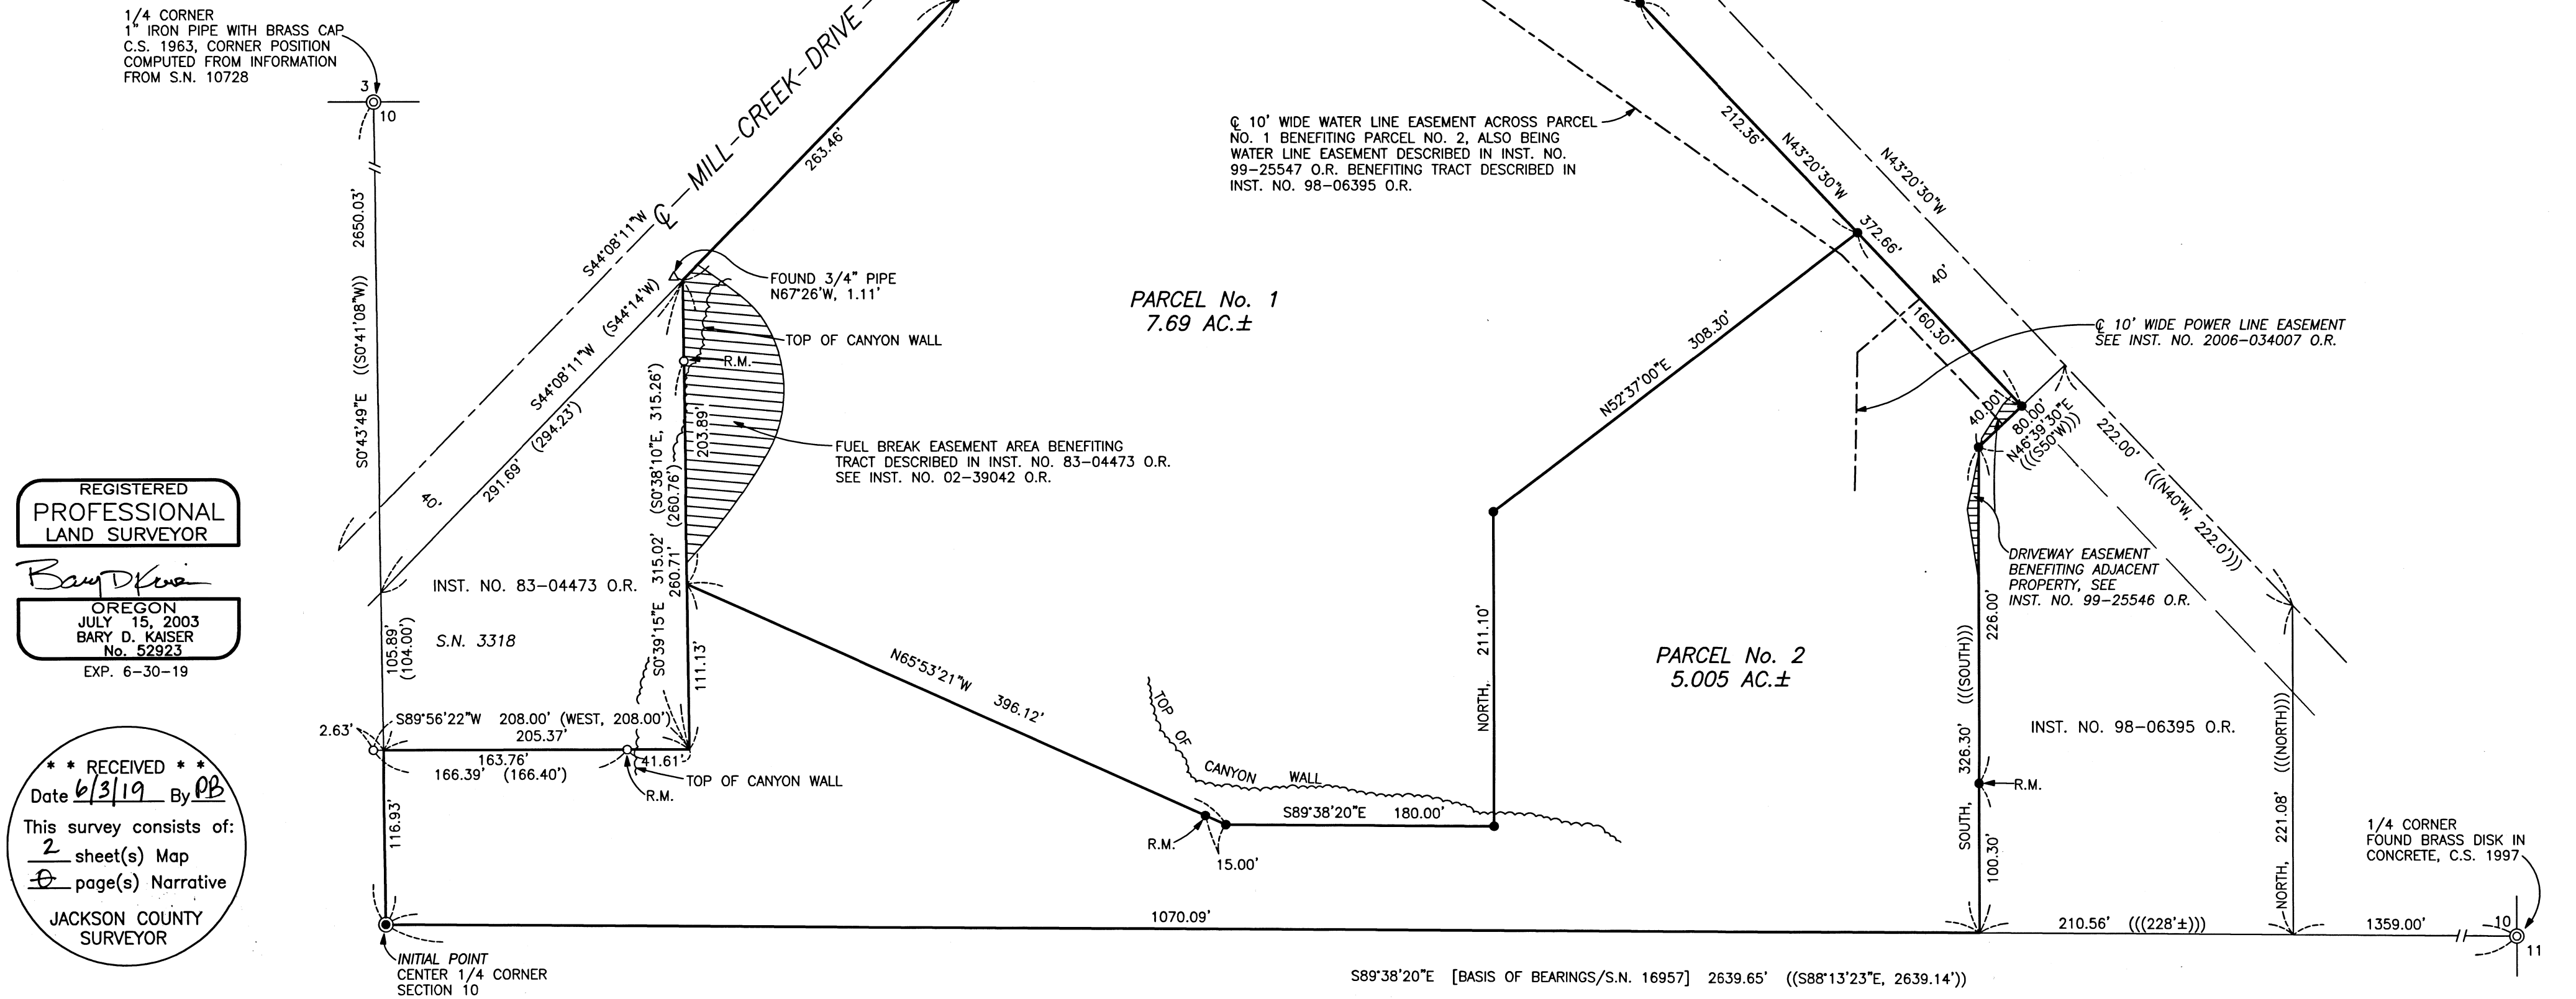 1/4 CORNER
1" IRON PIPE WITH BRASS CAP
C.S. 1963, CORNER POSITION
COMPUTED FROM INFORMATION
FROM S.N. 10728
3
10
S0°43'49"E ((S0°41'08"W)) 2650.03'
MILL CREEK DRIVE
S44°08'11"W
℄
263.46'
S44°08'11"W (S44°14'W)
291.69' (294.23')
40'
FOUND 3/4" PIPE
N67°26'W, 1.11'
TOP OF CANYON WALL
R.M.
203.89'
FUEL BREAK EASEMENT AREA BENEFITING
TRACT DESCRIBED IN INST. NO. 83-04473 O.R.
SEE INST. NO. 02-39042 O.R.
S0°39'15"E 315.02' (S0°38'10"E, 315.26')
260.71' (260.76')
111.13'
INST. NO. 83-04473 O.R.
S.N. 3318
105.89'
(104.00')
2.63'
S89°56'22"W 208.00' (WEST, 208.00')
205.37'
163.76'
41.61'
166.39' (166.40')
R.M.
TOP OF CANYON WALL
116.93'
INITIAL POINT
CENTER 1/4 CORNER
SECTION 10
PARCEL No. 1
7.69 AC.±
℄ 10' WIDE WATER LINE EASEMENT ACROSS PARCEL
NO. 1 BENEFITING PARCEL NO. 2, ALSO BEING
WATER LINE EASEMENT DESCRIBED IN INST. NO.
99-25547 O.R. BENEFITING TRACT DESCRIBED IN
INST. NO. 98-06395 O.R.
212.36'
N43°20'30"W
372.66'
N43°20'30"W
40'
160.30'
℄ 10' WIDE POWER LINE EASEMENT
SEE INST. NO. 2006-034007 O.R.
N52°37'00"E 308.30'
40.00'
80.00'
N46°39'30"E
(((S50°W)))
222.00' (((N40°W, 222.0')))
DRIVEWAY EASEMENT
BENEFITING ADJACENT
PROPERTY, SEE
INST. NO. 99-25546 O.R.
NORTH, 211.10'
PARCEL No. 2
5.005 AC.±
226.00'
SOUTH, 326.30' (((SOUTH)))
R.M.
100.30'
INST. NO. 98-06395 O.R.
NORTH, 221.08' (((NORTH)))
N65°53'21"W 396.12'
TOP OF CANYON WALL
R.M.
15.00'
S89°38'20"E 180.00'
1070.09'
210.56' (((228'±)))
1359.00'
1/4 CORNER
FOUND BRASS DISK IN
CONCRETE, C.S. 1997
10
11
S89°38'20"E [BASIS OF BEARINGS/S.N. 16957] 2639.65' ((S88°13'23"E, 2639.14'))
REGISTERED
PROFESSIONAL
LAND SURVEYOR
Bary D Kaiser
OREGON
JULY 15, 2003
BARY D. KAISER
No. 52923
EXP. 6-30-19
* * RECEIVED * *
Date 6/3/19 By PB
This survey consists of:
2 sheet(s) Map
0 page(s) Narrative
JACKSON COUNTY
SURVEYOR